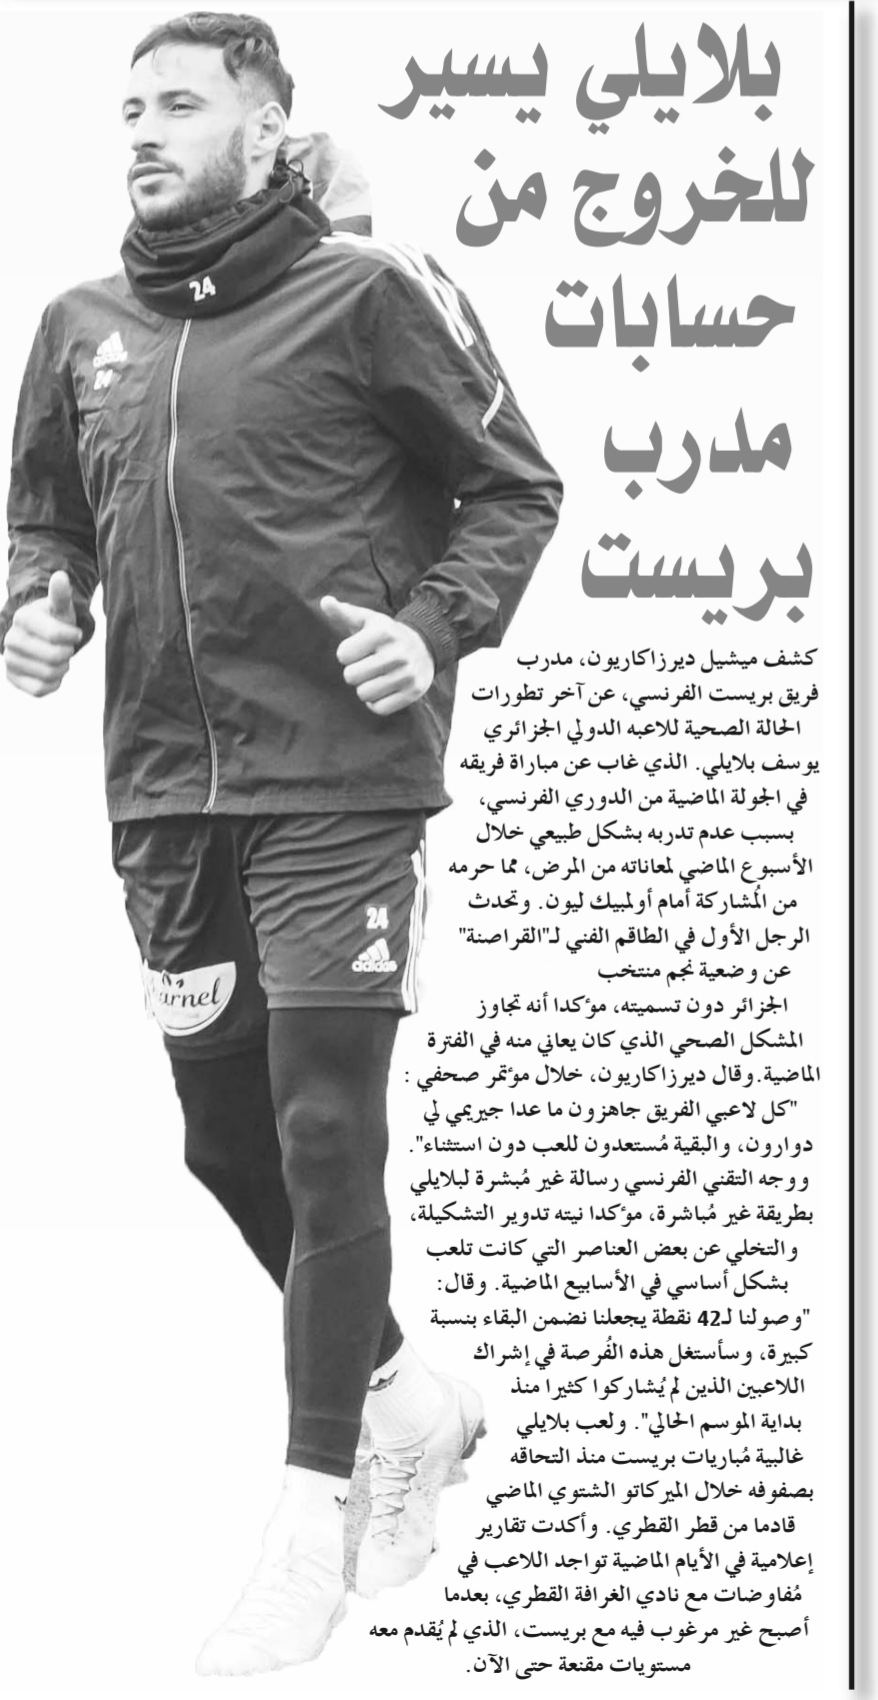 بلايلي يسير
للخروج من
حسابات
مدرب
بريست
كشف ميشيل ديرزاكاريون، مدرب
فريق بريست الفرنسي، عن آخر تطورات
الحالة الصحية للاعبه الدولي الجزائري
يوسف بلايلي. الذي غاب عن مباراة فريقه
في الجولة الماضية من الدوري الفرنسي،
بسبب عدم تدربه بشكل طبيعي خلال
الأسبوع الماضي لمعاناته من المرض، مما حرمه
من المُشاركة أمام أولمبيك ليون. وتحدث
الرجل الأول في الطاقم الفني لـ"القراصنة"
عن وضعية نجم منتخب
الجزائر دون تسميته، مؤكدا أنه تجاوز
المشكل الصحي الذي كان يعاني منه في الفترة
الماضية.وقال ديرزاكاريون، خلال مؤتمر صحفي :
"كل لاعبي الفريق جاهزون ما عدا جيريمي لي
دوارون، والبقية مُستعدون للعب دون استثناء".
ووجه التقني الفرنسي رسالة غير مُبشرة لبلايلي
بطريقة غير مُباشرة، مؤكدا نيته تدوير التشكيلة،
والتخلي عن بعض العناصر التي كانت تلعب
بشكل أساسي في الأسابيع الماضية. وقال:
"وصولنا لـ42 نقطة يجعلنا نضمن البقاء بنسبة
كبيرة، وسأستغل هذه الفُرصة في إشراك
اللاعبين الذين لم يُشاركوا كثيرا منذ
بداية الموسم الحالي". ولعب بلايلي
غالبية مُباريات بريست منذ التحاقه
بصفوفه خلال الميركاتو الشتوي الماضي
قادما من قطر القطري. وأكدت تقارير
إعلامية في الأيام الماضية تواجد اللاعب في
مُفاوضات مع نادي الغرافة القطري، بعدما
أصبح غير مرغوب فيه مع بريست، الذي لم يُقدم معه
مستويات مقنعة حتى الآن.
24
adidas
24
24
adidas